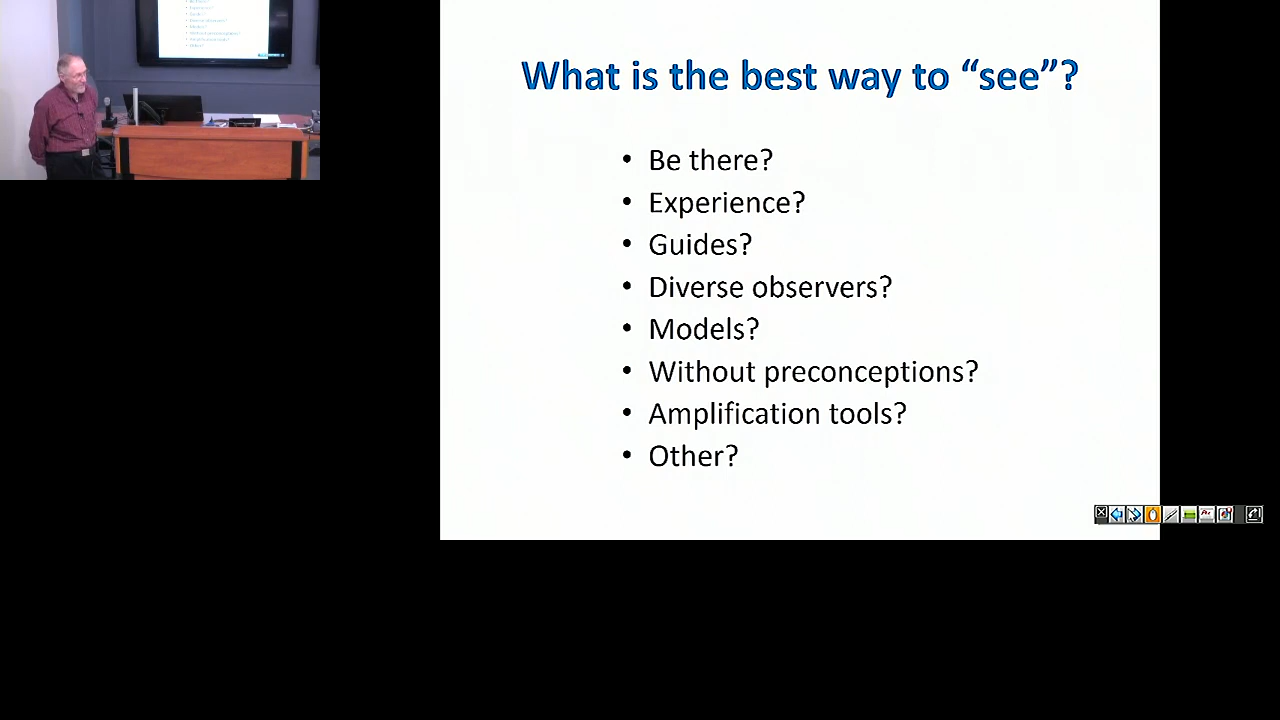 What is the best way to “see”?
• Be there?
• Experience?
• Guides?
• Diverse observers?
• Models?
• Without preconceptions?
• Amplification tools?
• Other?